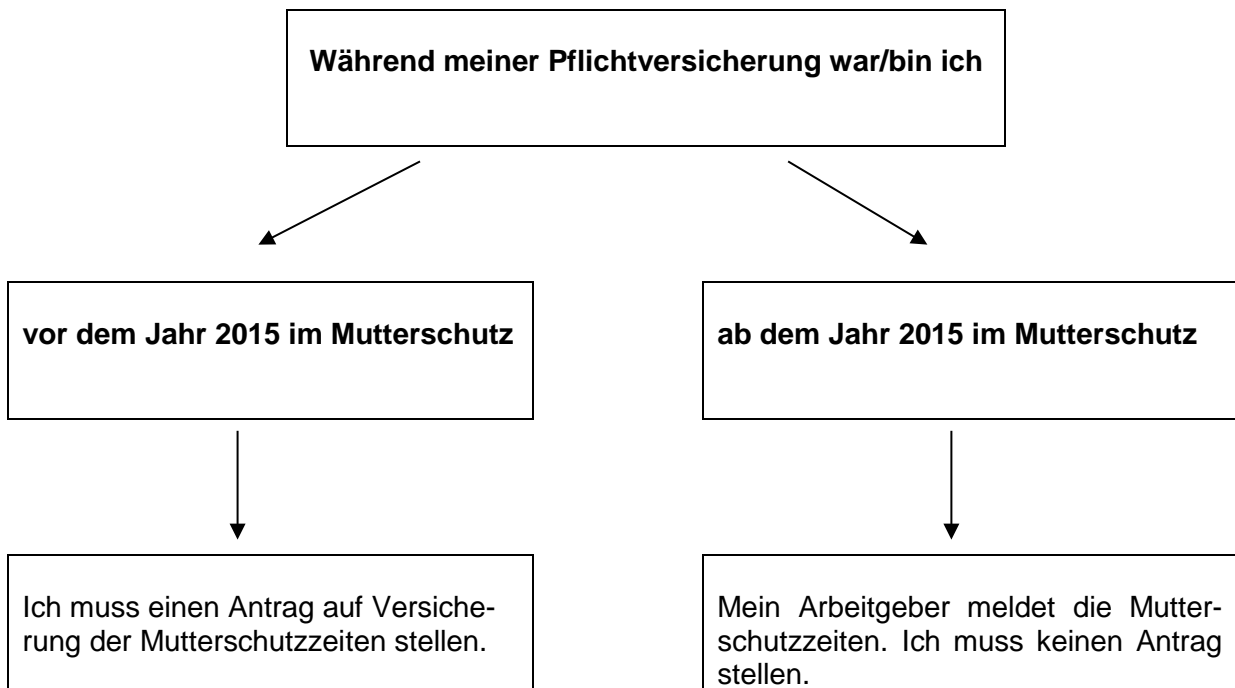 Während meiner Pflichtversicherung war/bin ich
vor dem Jahr 2015 im Mutterschutz
ab dem Jahr 2015 im Mutterschutz
Ich muss einen Antrag auf Versiche-
rung der Mutterschutzzeiten stellen.
Mein Arbeitgeber meldet die Mutter-
schutzzeiten. Ich muss keinen Antrag
stellen.